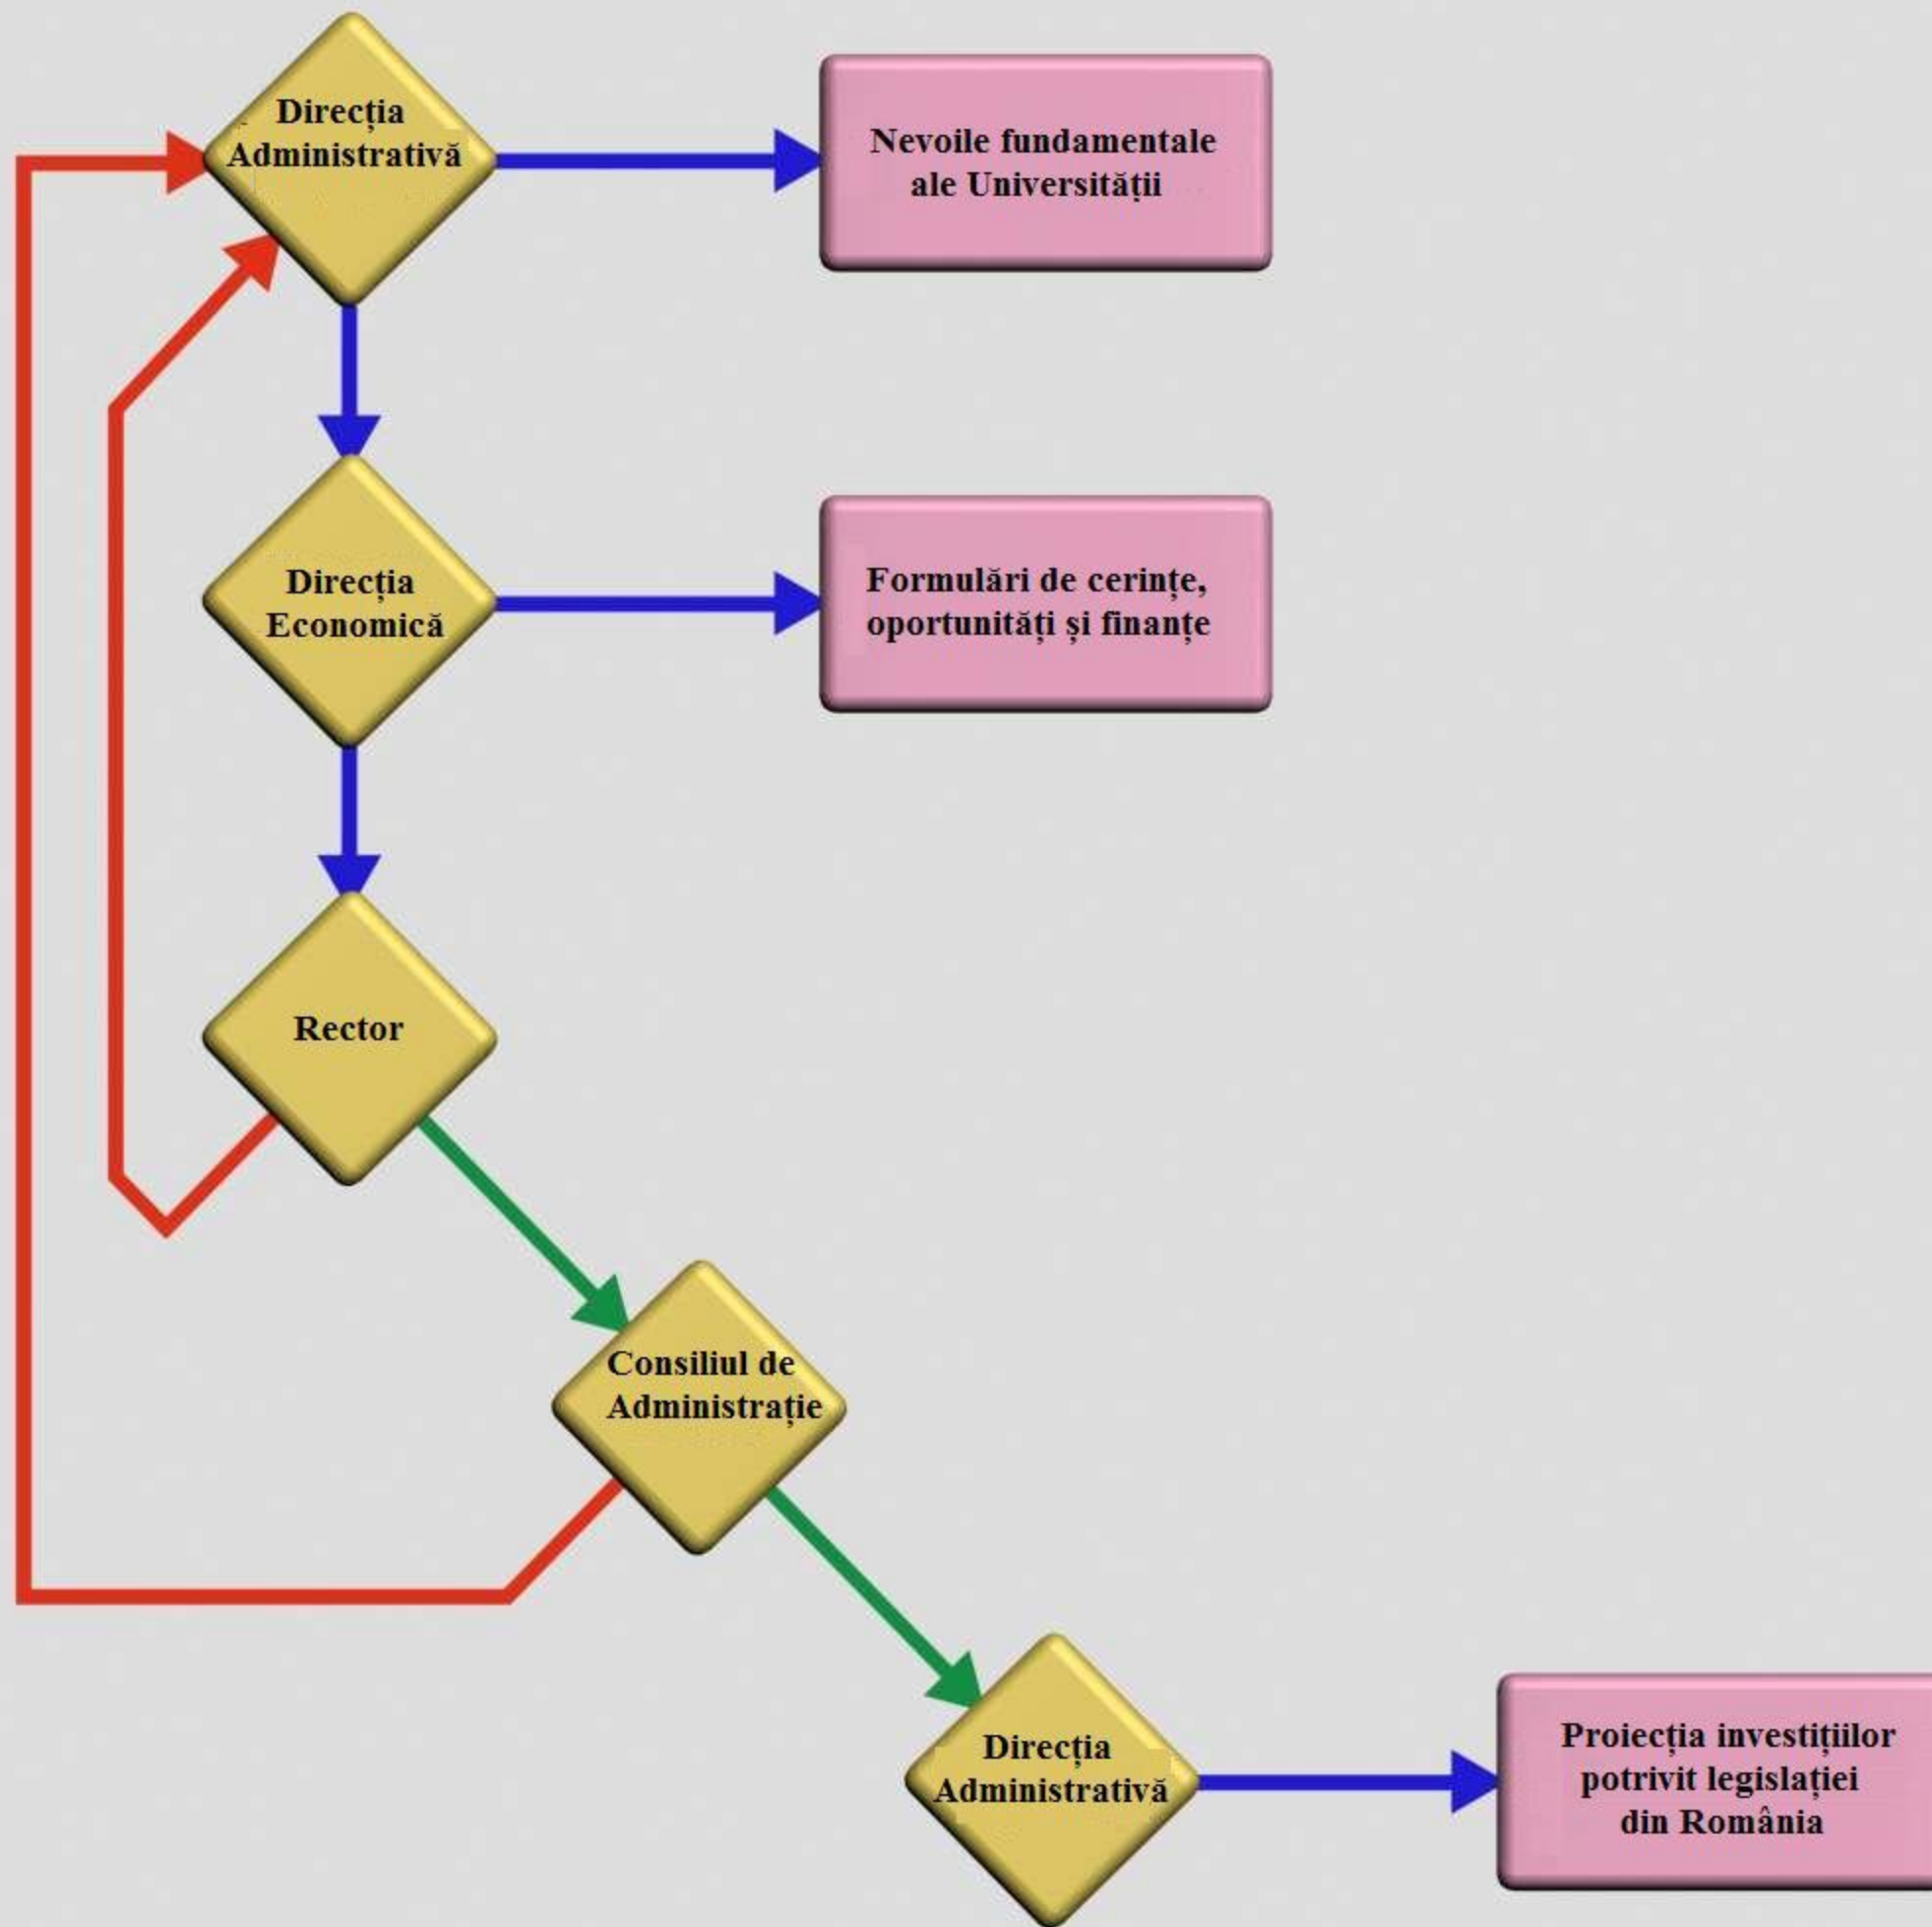 Direcția
Administrativă
Nevoile fundamentale
ale Universității
Direcția
Economică
Formulări de cerințe,
oportunități și finanțe
Rector
Consiliul de
Administrație
Direcția
Administrativă
Proiecția investițiilor
potrivit legislației
din România